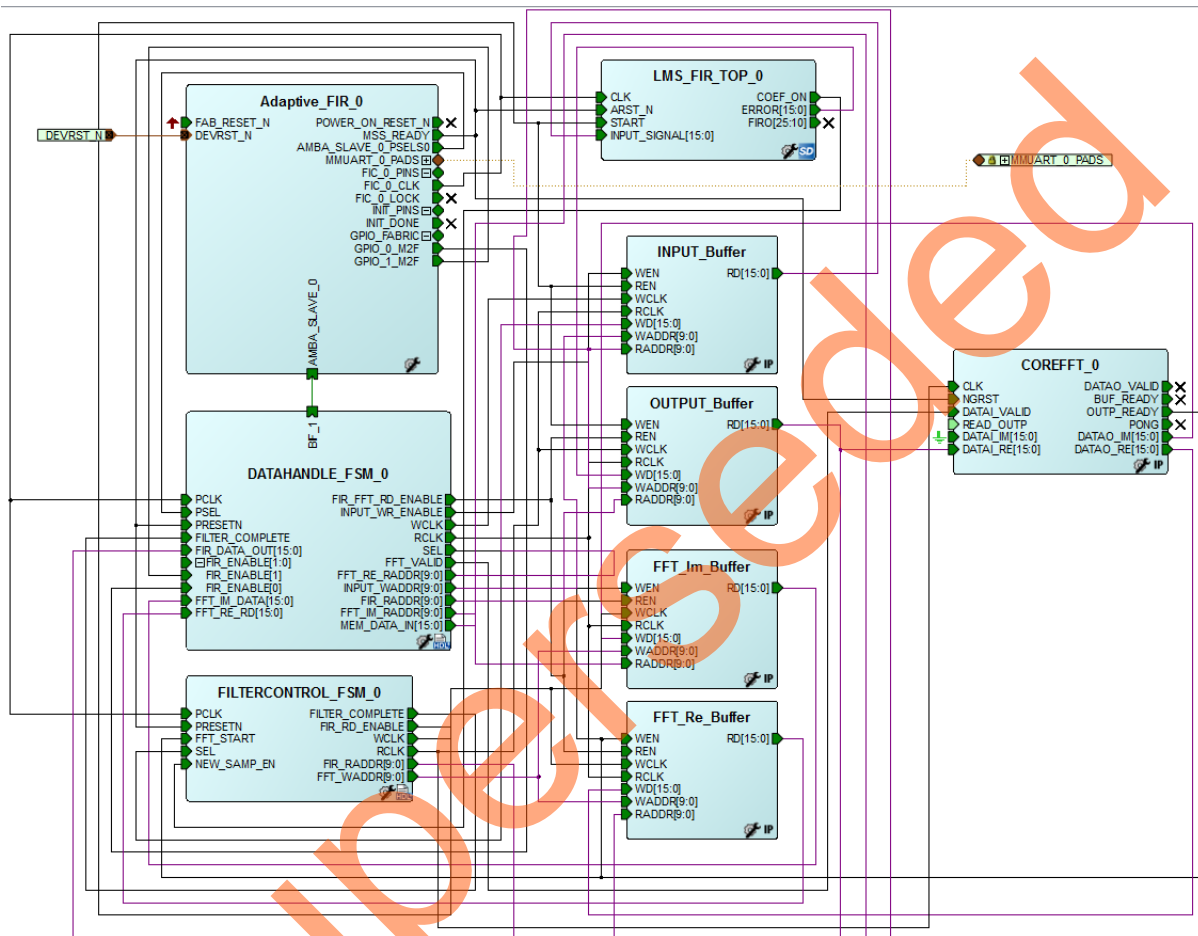 DEVRST_N
Adaptive_FIR_0
FAB_RESET_N
DEVRST_N
POWER_ON_RESET_N
MSS_READY
AMBA_SLAVE_0_PSELS0
MMUART_0_PADS
FIC_0_PINS
FIC_0_CLK
FIC_0_LOCK
INIT_PINS
INIT_DONE
GPIO_FABRIC
GPIO_0_M2F
GPIO_1_M2F
AMBA_SLAVE_0
LMS_FIR_TOP_0
CLK
ARST_N
START
INPUT_SIGNAL[15:0]
COEF_ON
ERROR[15:0]
FIRO[25:10]
SD
MMUART_0_PADS
INPUT_Buffer
WEN
REN
WCLK
RCLK
WD[15:0]
WADDR[9:0]
RADDR[9:0]
RD[15:0]
IP
OUTPUT_Buffer
WEN
REN
WCLK
RCLK
WD[15:0]
WADDR[9:0]
RADDR[9:0]
RD[15:0]
IP
COREFFT_0
CLK
NGRST
DATAI_VALID
READ_OUTP
DATAI_IM[15:0]
DATAI_RE[15:0]
DATAO_VALID
BUF_READY
OUTP_READY
PONG
DATAO_IM[15:0]
DATAO_RE[15:0]
IP
BF_1
DATAHANDLE_FSM_0
PCLK
PSEL
PRESETN
FILTER_COMPLETE
FIR_DATA_OUT[15:0]
FIR_ENABLE[1:0]
FIR_ENABLE[1]
FIR_ENABLE[0]
FFT_IM_DATA[15:0]
FFT_RE_RD[15:0]
FIR_FFT_RD_ENABLE
INPUT_WR_ENABLE
WCLK
RCLK
SEL
FFT_VALID
FFT_RE_RADDR[9:0]
INPUT_WADDR[9:0]
FIR_RADDR[9:0]
FFT_IM_RADDR[9:0]
MEM_DATA_IN[15:0]
HDL
FFT_Im_Buffer
WEN
REN
WCLK
RCLK
WD[15:0]
WADDR[9:0]
RADDR[9:0]
RD[15:0]
IP
FILTERCONTROL_FSM_0
PCLK
PRESETN
FFT_START
SEL
NEW_SAMP_EN
FILTER_COMPLETE
FIR_RD_ENABLE
WCLK
RCLK
FIR_RADDR[9:0]
FFT_WADDR[9:0]
HDL
FFT_Re_Buffer
WEN
REN
WCLK
RCLK
WD[15:0]
WADDR[9:0]
RADDR[9:0]
RD[15:0]
IP
uperseded